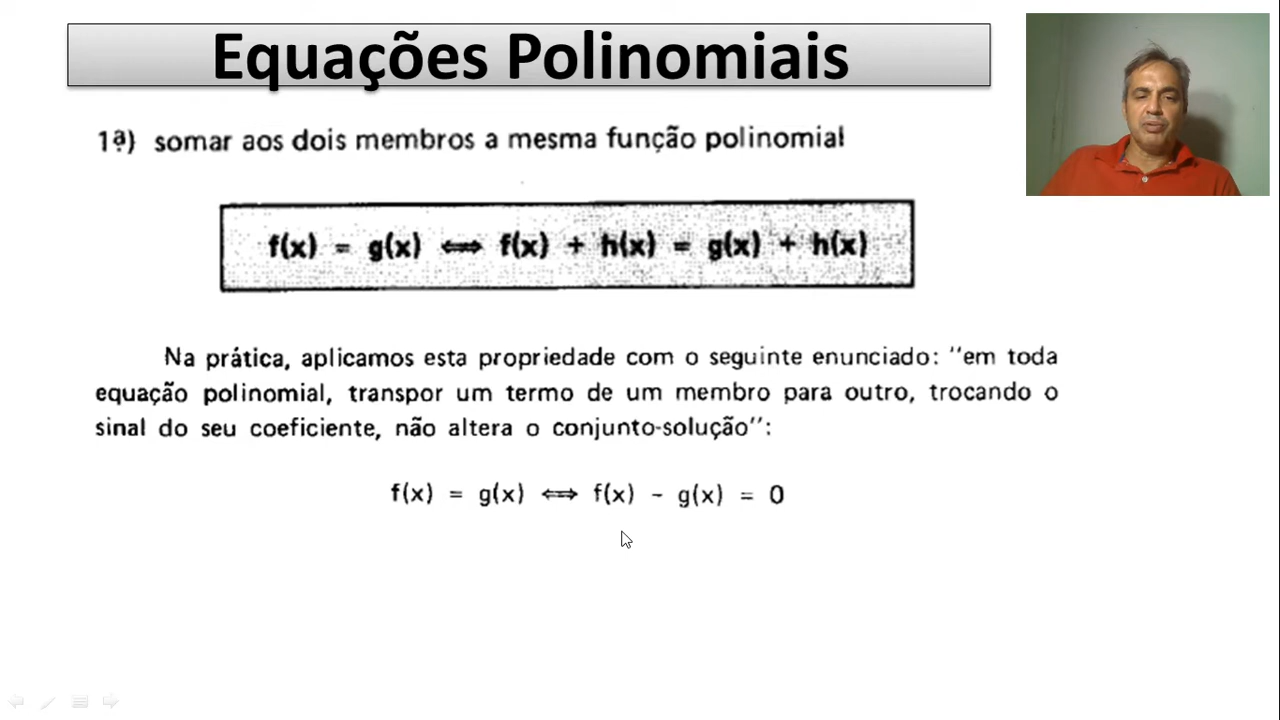 Equações Polinomiais
1ª) somar aos dois membros a mesma função polinomial
f(x) = g(x) ⟺ f(x) + h(x) = g(x) + h(x)
Na prática, aplicamos esta propriedade com o seguinte enunciado: "em toda
equação polinomial, transpor um termo de um membro para outro, trocando o
sinal do seu coeficiente, não altera o conjunto-solução":
f(x) = g(x) ⟺ f(x) - g(x) = 0